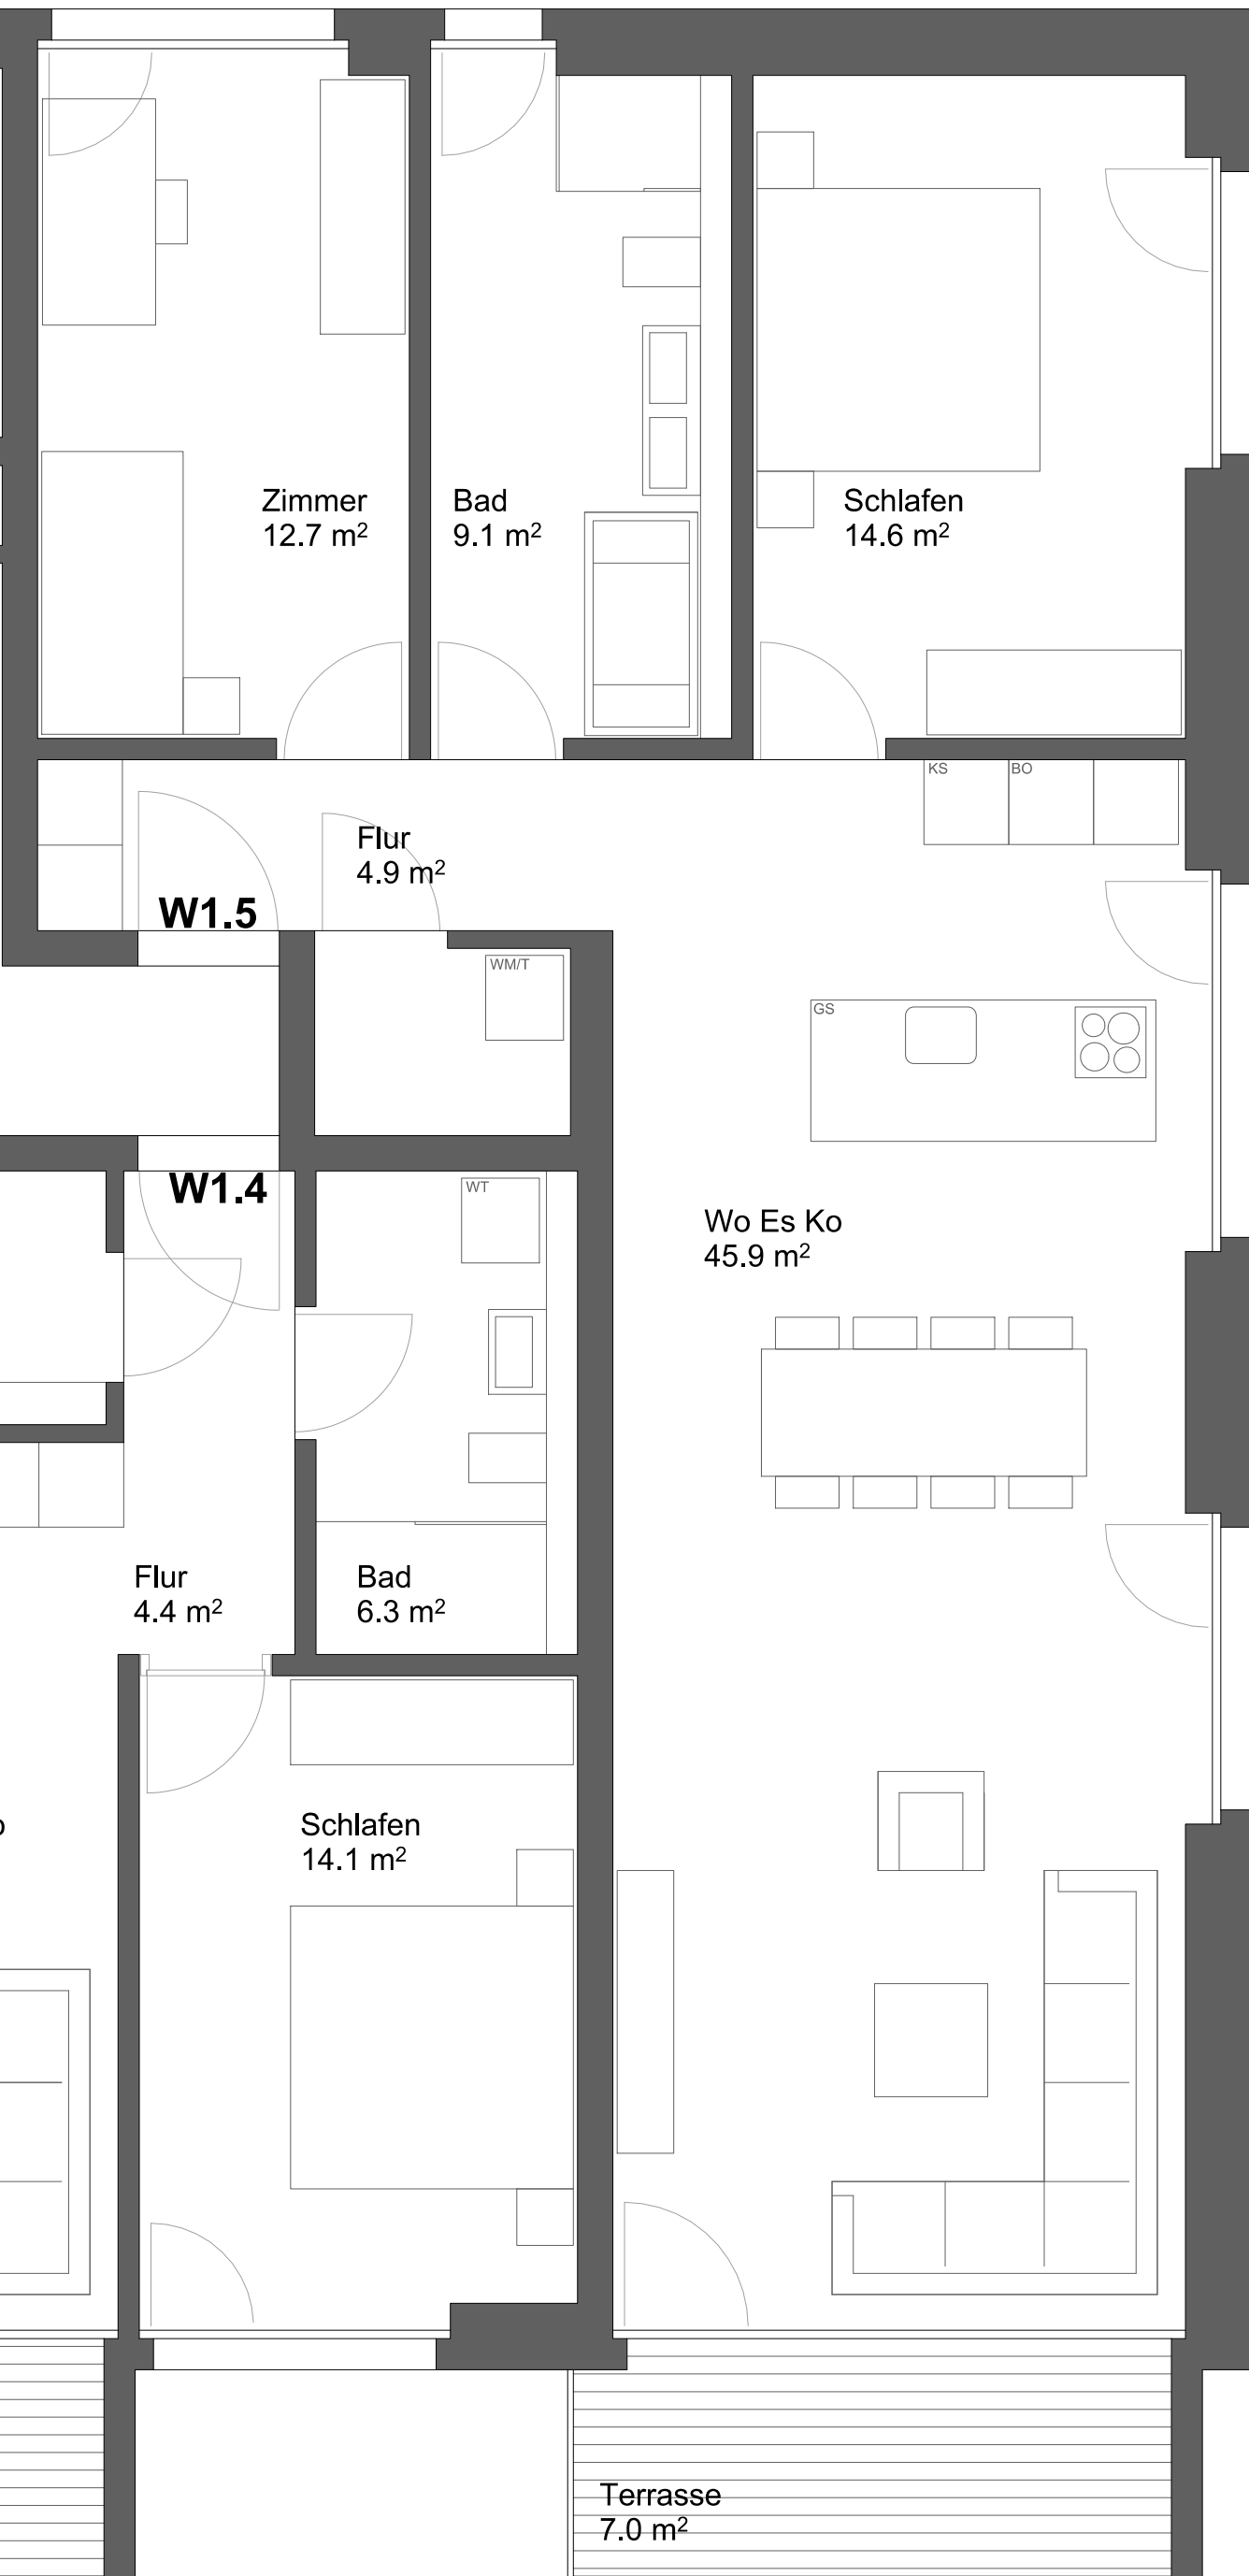 Zimmer
12.7 m²
Bad
9.1 m²
Schlafen
14.6 m²
KS
BO
Flur
4.9 m²
W1.5
WM/T
GS
W1.4
WT
Wo Es Ko
45.9 m²
Flur
4.4 m²
Bad
6.3 m²
Schlafen
14.1 m²
Terrasse
7.0 m²